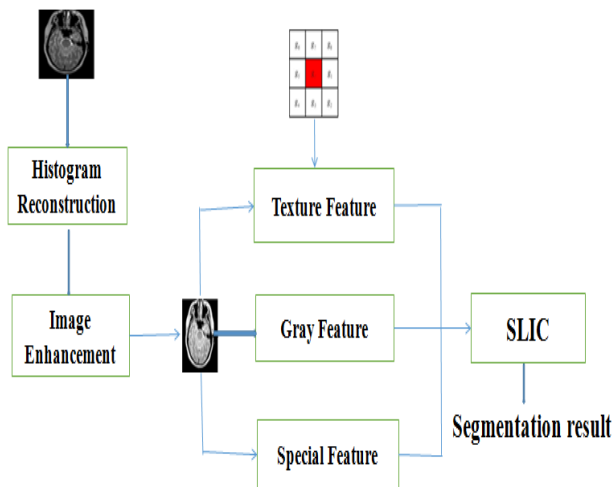 Histogram
Reconstruction
Image
Enhancement
Texture Feature
Gray Feature
Special Feature
SLIC
Segmentation result